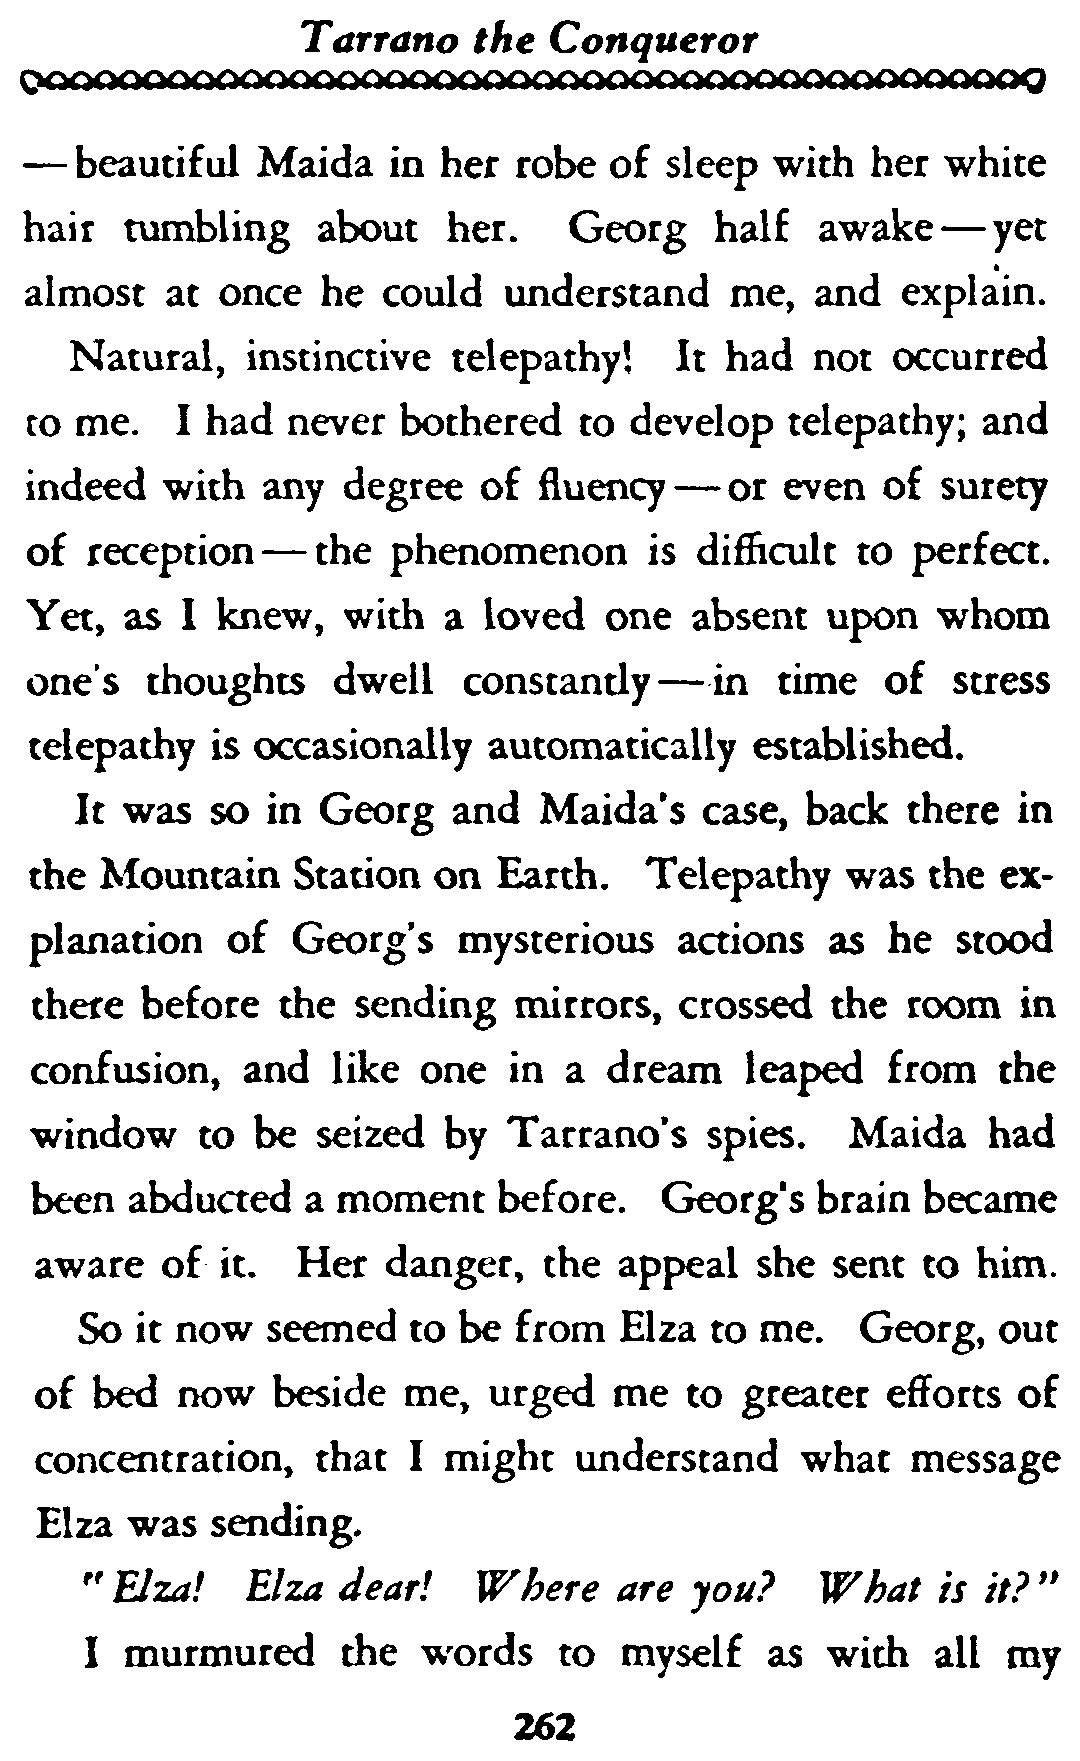 Tarrano the Conqueror
—beautiful Maida in her robe of sleep with her white
hair tumbling about her. Georg half awake—yet
almost at once he could understand me, and explain.
Natural, instinctive telepathy! It had not occurred
to me. I had never bothered to develop telepathy; and
indeed with any degree of fluency—or even of surety
of reception—the phenomenon is difficult to perfect.
Yet, as I knew, with a loved one absent upon whom
one's thoughts dwell constantly—in time of stress
telepathy is occasionally automatically established.
It was so in Georg and Maida's case, back there in
the Mountain Station on Earth. Telepathy was the ex-
planation of Georg's mysterious actions as he stood
there before the sending mirrors, crossed the room in
confusion, and like one in a dream leaped from the
window to be seized by Tarrano's spies. Maida had
been abducted a moment before. Georg's brain became
aware of it. Her danger, the appeal she sent to him.
So it now seemed to be from Elza to me. Georg, out
of bed now beside me, urged me to greater efforts of
concentration, that I might understand what message
Elza was sending.
"Elza! Elza dear! Where are you? What is it?"
I murmured the words to myself as with all my
262